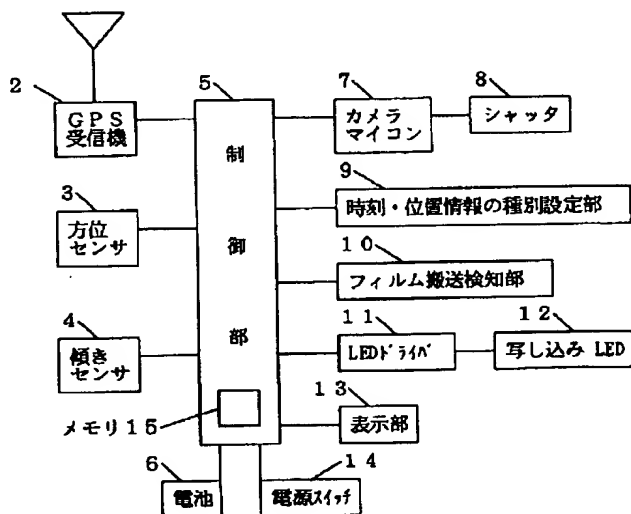 2
GPS
受信機
3
方位
センサ
4
傾き
センサ
5
制
御
部
メモリ15
6
電池
7
カメラ
マイコン
8
シャッタ
9
時刻・位置情報の種別設定部
10
フィルム搬送検知部
11
LEDドライバ
12
写し込み LED
13
表示部
14
電源スイッチ